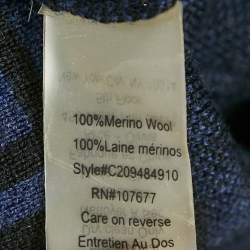 100%Merino Wool
100%Laine mérinos
Style#C209484910
RN#107677
Care on reverse
Entretien Au Dos